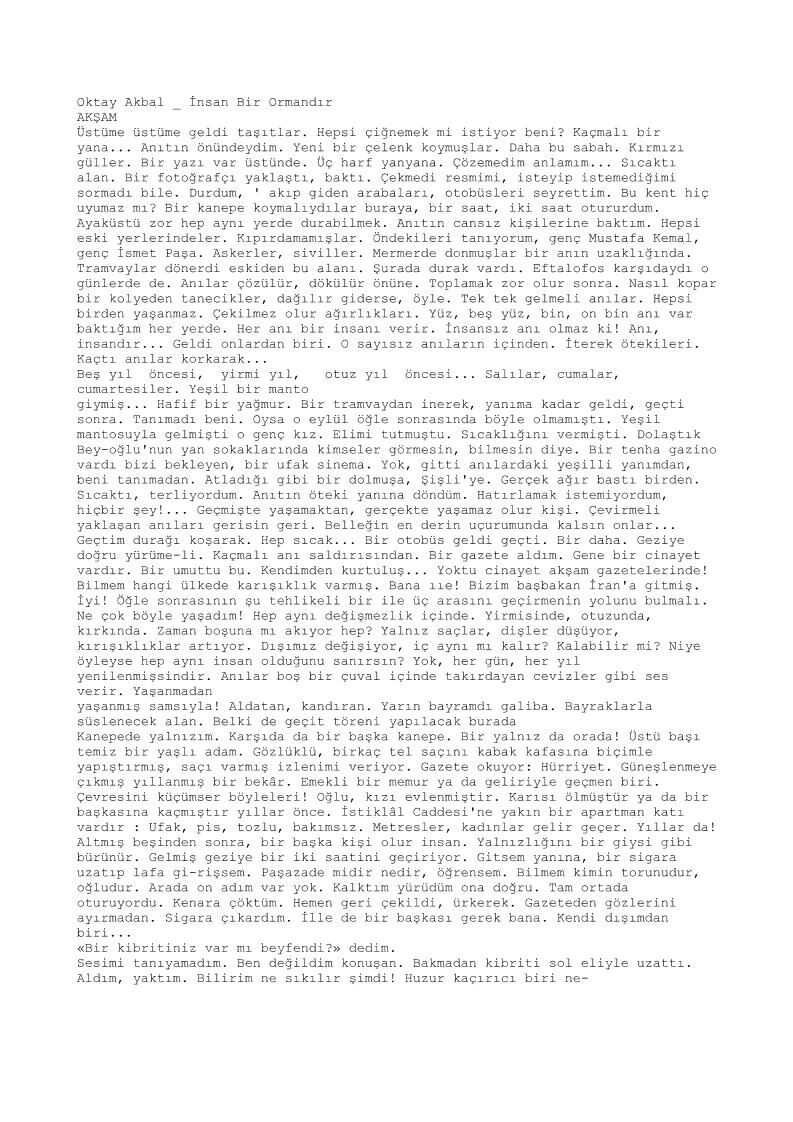 Oktay Akbal _ İnsan Bir Ormandır
AKŞAM
Üstüme üstüme geldi taşıtlar. Hepsi çiğnemek mi istiyor beni? Kaçmalı bir
yana... Anıtın önündeydim. Yeni bir çelenk koymuşlar. Daha bu sabah. Kırmızı
güller. Bir yazı var üstünde. Üç harf yanyana. Çözemedim anlamım... Sıcaktı
alan. Bir fotoğrafçı yaklaştı, baktı. Çekmedi resmimi, isteyip istemediğimi
sormadı bile. Durdum, ' akıp giden arabaları, otobüsleri seyrettim. Bu kent hiç
uyumaz mı? Bir kanepe koymalıydılar buraya, bir saat, iki saat otururdum.
Ayaküstü zor hep aynı yerde durabilmek. Anıtın cansız kişilerine baktım. Hepsi
eski yerlerindeler. Kıpırdamamışlar. Öndekileri tanıyorum, genç Mustafa Kemal,
genç İsmet Paşa. Askerler, siviller. Mermerde donmuşlar bir anın uzaklığında.
Tramvaylar dönerdi eskiden bu alanı. Şurada durak vardı. Eftalofos karşıdaydı o
günlerde de. Anılar çözülür, dökülür önüne. Toplamak zor olur sonra. Nasıl kopar
bir kolyeden tanecikler, dağılır giderse, öyle. Tek tek gelmeli anılar. Hepsi
birden yaşanmaz. Çekilmez olur ağırlıkları. Yüz, beş yüz, bin, on bin anı var
baktığım her yerde. Her anı bir insanı verir. İnsansız anı olmaz ki! Anı,
insandır... Geldi onlardan biri. O sayısız anıların içinden. İterek ötekileri.
Kaçtı anılar korkarak...
Beş yıl  öncesi,  yirmi yıl,   otuz yıl  öncesi... Salılar, cumalar,
cumartesiler. Yeşil bir manto
giymiş... Hafif bir yağmur. Bir tramvaydan inerek, yanıma kadar geldi, geçti
sonra. Tanımadı beni. Oysa o eylül öğle sonrasında böyle olmamıştı. Yeşil
mantosuyla gelmişti o genç kız. Elimi tutmuştu. Sıcaklığını vermişti. Dolaştık
Bey-oğlu'nun yan sokaklarında kimseler görmesin, bilmesin diye. Bir tenha gazino
vardı bizi bekleyen, bir ufak sinema. Yok, gitti anılardaki yeşilli yanımdan,
beni tanımadan. Atladığı gibi bir dolmuşa, Şişli'ye. Gerçek ağır bastı birden.
Sıcaktı, terliyordum. Anıtın öteki yanına döndüm. Hatırlamak istemiyordum,
hiçbir şey!... Geçmişte yaşamaktan, gerçekte yaşamaz olur kişi. Çevirmeli
yaklaşan anıları gerisin geri. Belleğin en derin uçurumunda kalsın onlar...
Geçtim durağı koşarak. Hep sıcak... Bir otobüs geldi geçti. Bir daha. Geziye
doğru yürüme-li. Kaçmalı anı saldırısından. Bir gazete aldım. Gene bir cinayet
vardır. Bir umuttu bu. Kendimden kurtuluş... Yoktu cinayet akşam gazetelerinde!
Bilmem hangi ülkede karışıklık varmış. Bana ııe! Bizim başbakan İran'a gitmiş.
İyi! Öğle sonrasının şu tehlikeli bir ile üç arasını geçirmenin yolunu bulmalı.
Ne çok böyle yaşadım! Hep aynı değişmezlik içinde. Yirmisinde, otuzunda,
kırkında. Zaman boşuna mı akıyor hep? Yalnız saçlar, dişler düşüyor,
kırışıklıklar artıyor. Dışımız değişiyor, iç aynı mı kalır? Kalabilir mi? Niye
öyleyse hep aynı insan olduğunu sanırsın? Yok, her gün, her yıl
yenilenmişsindir. Anılar boş bir çuval içinde takırdayan cevizler gibi ses
verir. Yaşanmadan
yaşanmış samsıyla! Aldatan, kandıran. Yarın bayramdı galiba. Bayraklarla
süslenecek alan. Belki de geçit töreni yapılacak burada
Kanepede yalnızım. Karşıda da bir başka kanepe. Bir yalnız da orada! Üstü başı
temiz bir yaşlı adam. Gözlüklü, birkaç tel saçını kabak kafasına biçimle
yapıştırmış, saçı varmış izlenimi veriyor. Gazete okuyor: Hürriyet. Güneşlenmeye
çıkmış yıllanmış bir bekâr. Emekli bir memur ya da geliriyle geçmen biri.
Çevresini küçümser böyleleri! Oğlu, kızı evlenmiştir. Karısı ölmüştür ya da bir
başkasına kaçmıştır yıllar önce. İstiklâl Caddesi'ne yakın bir apartman katı
vardır : Ufak, pis, tozlu, bakımsız. Metresler, kadınlar gelir geçer. Yıllar da!
Altmış beşinden sonra, bir başka kişi olur insan. Yalnızlığını bir giysi gibi
bürünür. Gelmiş geziye bir iki saatini geçiriyor. Gitsem yanına, bir sigara
uzatıp lafa gi-rişsem. Paşazade midir nedir, öğrensem. Bilmem kimin torunudur,
oğludur. Arada on adım var yok. Kalktım yürüdüm ona doğru. Tam ortada
oturuyordu. Kenara çöktüm. Hemen geri çekildi, ürkerek. Gazeteden gözlerini
ayırmadan. Sigara çıkardım. İlle de bir başkası gerek bana. Kendi dışımdan
biri...
«Bir kibritiniz var mı beyfendi?» dedim.
Sesimi tanıyamadım. Ben değildim konuşan. Bakmadan kibriti sol eliyle uzattı.
Aldım, yaktım. Bilirim ne sıkılır şimdi! Huzur kaçırıcı biri ne-